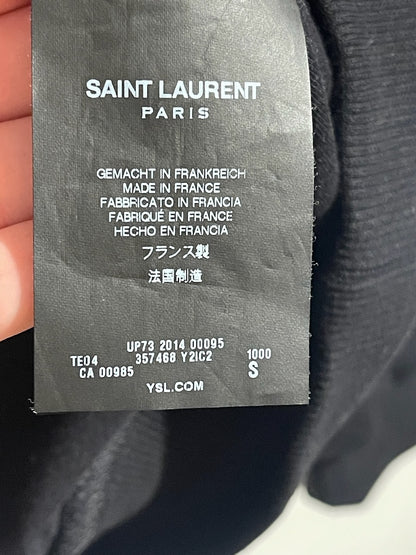 SAINT LAURENT
PARIS
GEMACHT IN FRANKREICH
MADE IN FRANCE
FABBRICATO IN FRANCIA
FABRIQUÉ EN FRANCE
HECHO EN FRANCIA
フランス製
法国制造
UP73 2014 00095
TE04 357468 Y2IC2 1000
CA 00985 S
YSL.COM